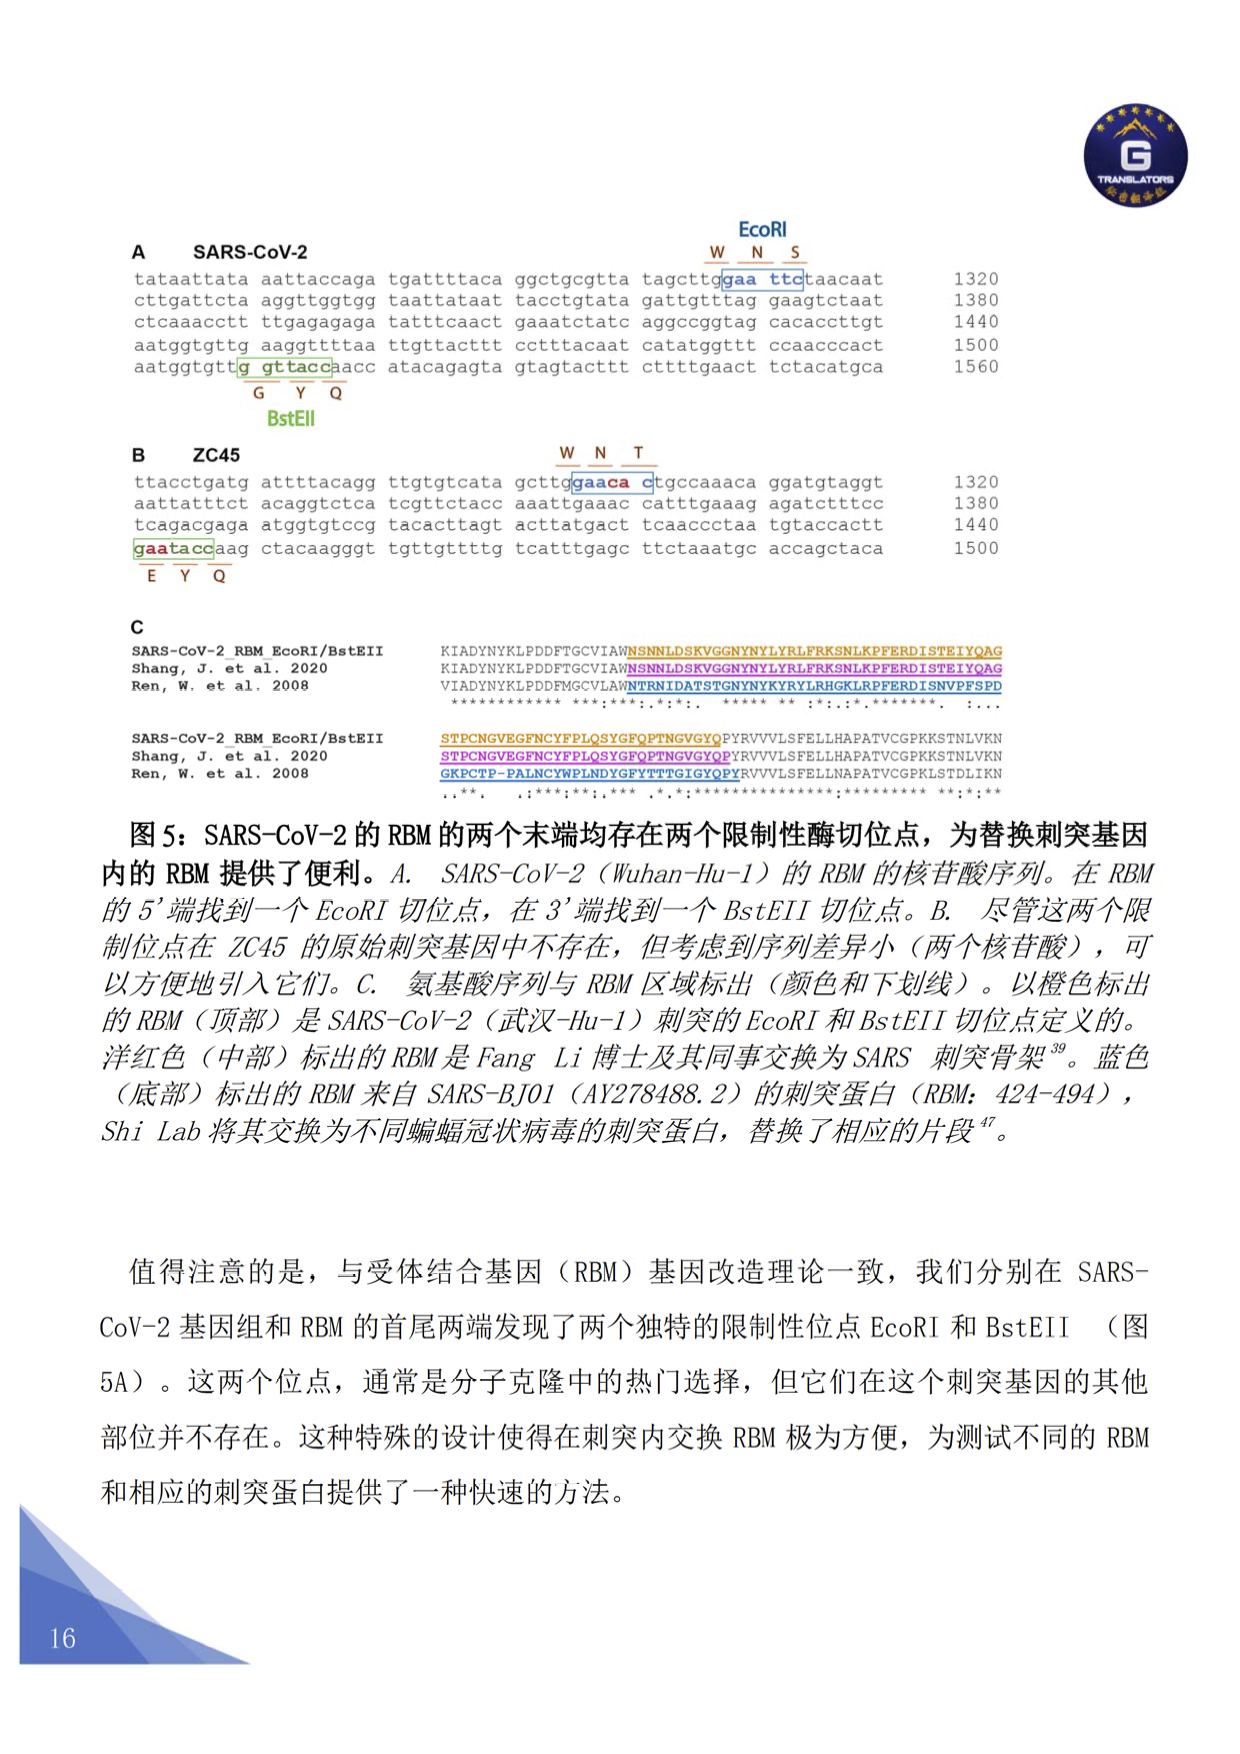 G
TRANSLATORS
EcoRI
A SARS-CoV-2 W N S
tataattata aattaccaga tgattttaca ggctgcgtta tagcttggaa ttctaacaat 1320
cttgattcta aggttggtgg taattataat tacctgtata gattgtttag gaagtctaat 1380
ctcaaacctt ttgagagaga tatttcaact gaaatctatc aggccggtag cacaccttgt 1440
aatggtgttg aaggttttaa ttgttacttt cctttacaat catatggttt ccaacccact 1500
aatggtgttg gttaccaacc atacagagta gtagtacttt cttttgaact tctacatgca 1560
G Y Q
BstEII
B ZC45 W N T
ttacctgatg attttacagg ttgtgtcata gcttggaaca ctgccaaaca ggatgtaggt 1320
aattatttct acaggtctca tcgttctacc aaattgaaac catttgaaag agatctttcc 1380
tcagacgaga atggtgtccg tacacttagt acttatgact tcaaccctaa tgtaccactt 1440
gaataccaag ctacaagggt tgttgttttg tcatttgagc ttctaaatgc accagctaca 1500
E Y Q
C
SARS-CoV-2_RBM_EcoRI/BstEII KIADYNYKLPDDFTGCVIAWNSNNLDSKVGGNYNYLYRLFRKSNLKPFERDISTEIYQAG
Shang, J. et al. 2020 KIADYNYKLPDDFTGCVIAWNSNNLDSKVGGNYNYLYRLFRKSNLKPFERDISTEIYQAG
Ren, W. et al. 2008 VIADYNYKLPDDFMGCVLAWNTRNIDATSTGNYNYKYRYLRHGKLRPFERDISNVPFSPD
************ ***:***:.*:*:. ***** ** :*:.:*.*******. :...
SARS-CoV-2_RBM_EcoRI/BstEII STPCNGVEGFNCYFPLQSYGFQPTNGVGYQPYRVVVLSFELLHAPATVCGPKKSTNLVKN
Shang, J. et al. 2020 STPCNGVEGFNCYFPLQSYGFQPTNGVGYQPYRVVVLSFELLHAPATVCGPKKSTNLVKN
Ren, W. et al. 2008 GKPCTP-PALNCYWPLNDYGFYTTTGIGYQPYRVVVLSFELLNAPATVCGPKLSTDLIKN
..**. .:***:**:.*** .*.*:***************:********* **:*:**
图 5：SARS-CoV-2 的 RBM 的两个末端均存在两个限制性酶切位点，为替换刺突基因
内的 RBM 提供了便利。A. SARS-CoV-2（Wuhan-Hu-1）的 RBM 的核苷酸序列。在 RBM
的 5’端找到一个 EcoRI 切位点，在 3’端找到一个 BstEII 切位点。B. 尽管这两个限
制位点在 ZC45 的原始刺突基因中不存在，但考虑到序列差异小（两个核苷酸），可
以方便地引入它们。C. 氨基酸序列与 RBM 区域标出（颜色和下划线）。以橙色标出
的 RBM（顶部）是 SARS-CoV-2（武汉-Hu-1）刺突的 EcoRI 和 BstEII 切位点定义的。
洋红色（中部）标出的 RBM 是 Fang Li 博士及其同事交换为 SARS 刺突骨架 39。蓝色
（底部）标出的 RBM 来自 SARS-BJ01（AY278488.2）的刺突蛋白（RBM：424-494），
Shi Lab 将其交换为不同蝙蝠冠状病毒的刺突蛋白，替换了相应的片段 47。
值得注意的是，与受体结合基因（RBM）基因改造理论一致，我们分别在 SARS-
CoV-2 基因组和 RBM 的首尾两端发现了两个独特的限制性位点 EcoRI 和 BstEII （图
5A）。这两个位点，通常是分子克隆中的热门选择，但它们在这个刺突基因的其他
部位并不存在。这种特殊的设计使得在刺突内交换 RBM 极为方便，为测试不同的 RBM
和相应的刺突蛋白提供了一种快速的方法。
16